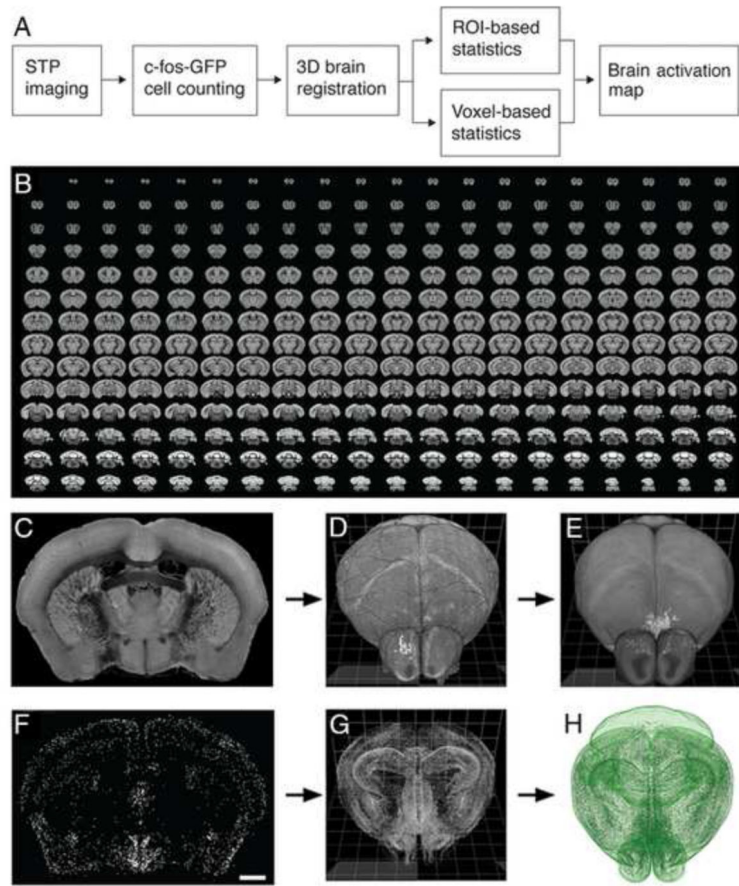 A
STP
imaging
c-fos-GFP
cell counting
3D brain
registration
ROI-based
statistics
Voxel-based
statistics
Brain activation
map
B
C
D
E
F
G
H